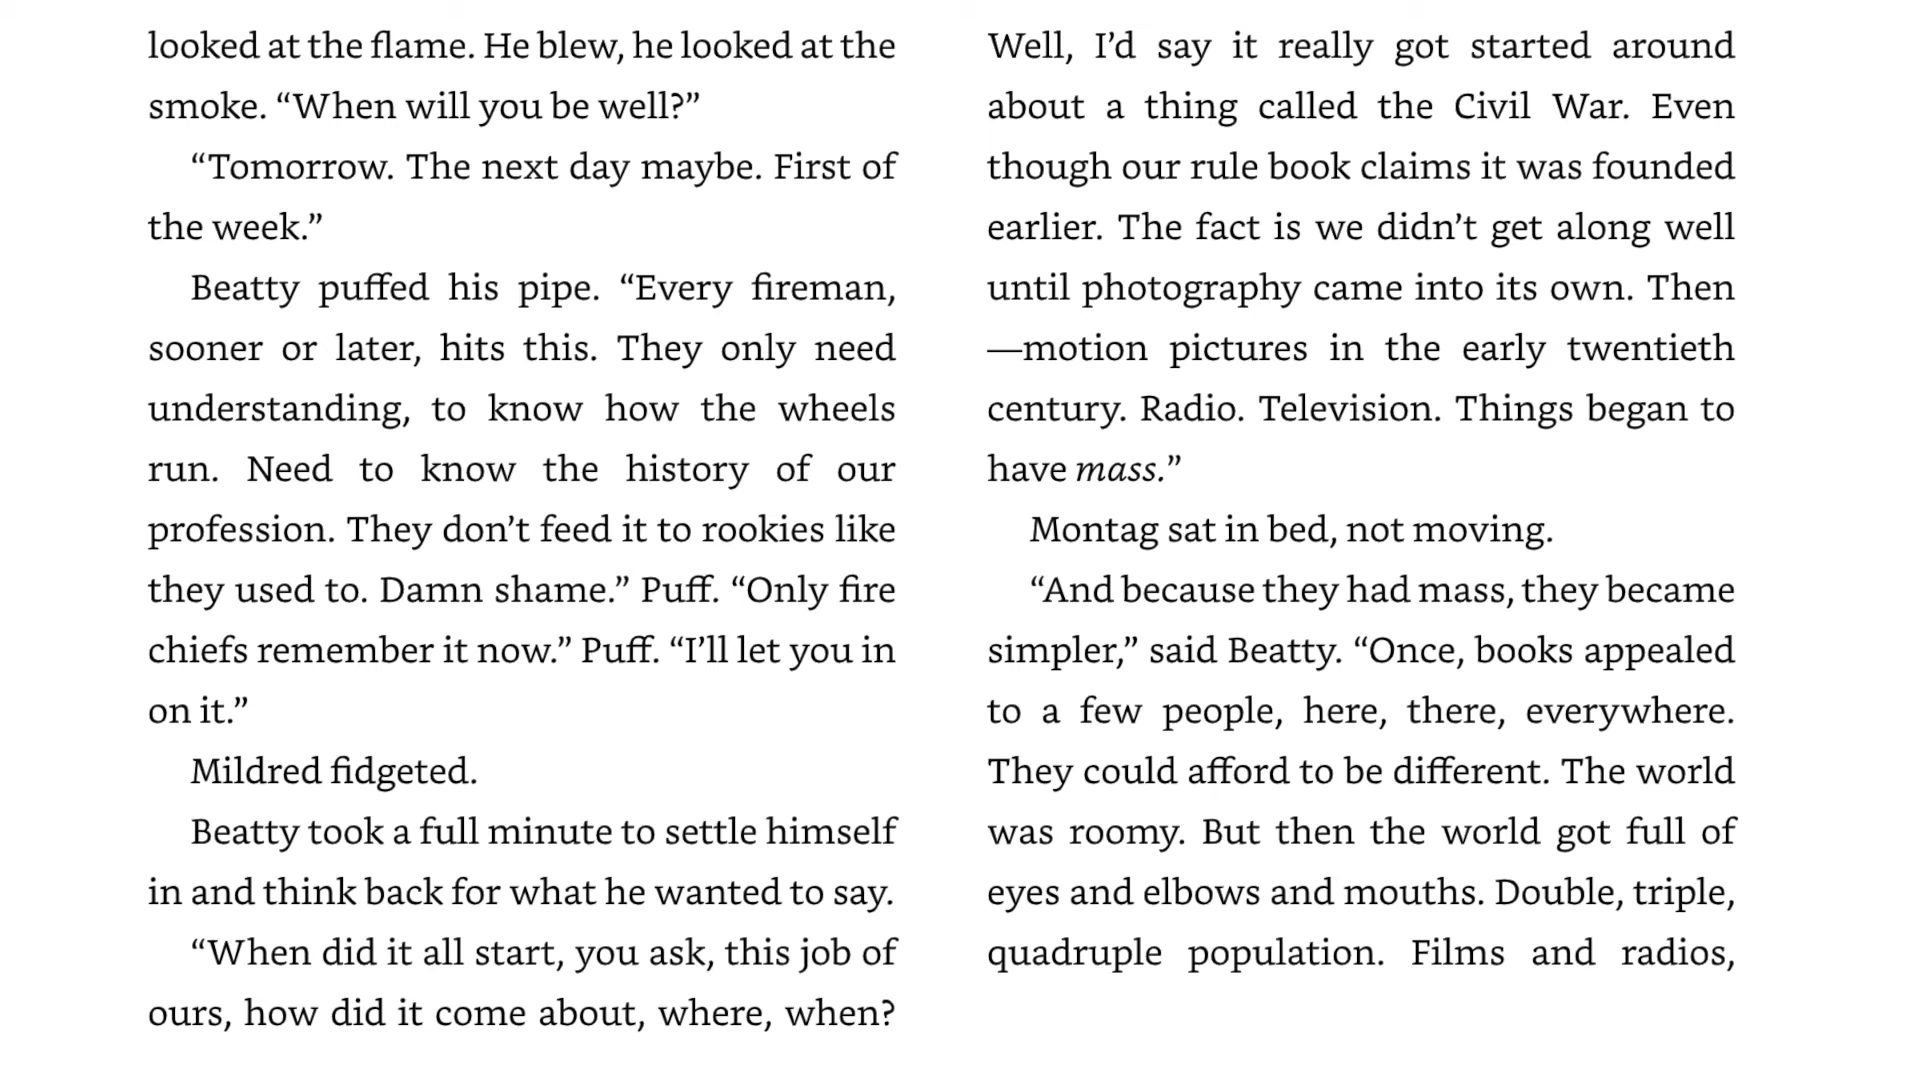 looked at the flame. He blew, he looked at the
smoke. “When will you be well?”
“Tomorrow. The next day maybe. First of
the week.”
Beatty puffed his pipe. “Every fireman,
sooner or later, hits this. They only need
understanding, to know how the wheels
run. Need to know the history of our
profession. They don’t feed it to rookies like
they used to. Damn shame.” Puff. “Only fire
chiefs remember it now.” Puff. “I’ll let you in
on it.”
Mildred fidgeted.
Beatty took a full minute to settle himself
in and think back for what he wanted to say.
“When did it all start, you ask, this job of
ours, how did it come about, where, when?
Well, I’d say it really got started around
about a thing called the Civil War. Even
though our rule book claims it was founded
earlier. The fact is we didn’t get along well
until photography came into its own. Then
—motion pictures in the early twentieth
century. Radio. Television. Things began to
have mass.”
Montag sat in bed, not moving.
“And because they had mass, they became
simpler,” said Beatty. “Once, books appealed
to a few people, here, there, everywhere.
They could afford to be different. The world
was roomy. But then the world got full of
eyes and elbows and mouths. Double, triple,
quadruple population. Films and radios,